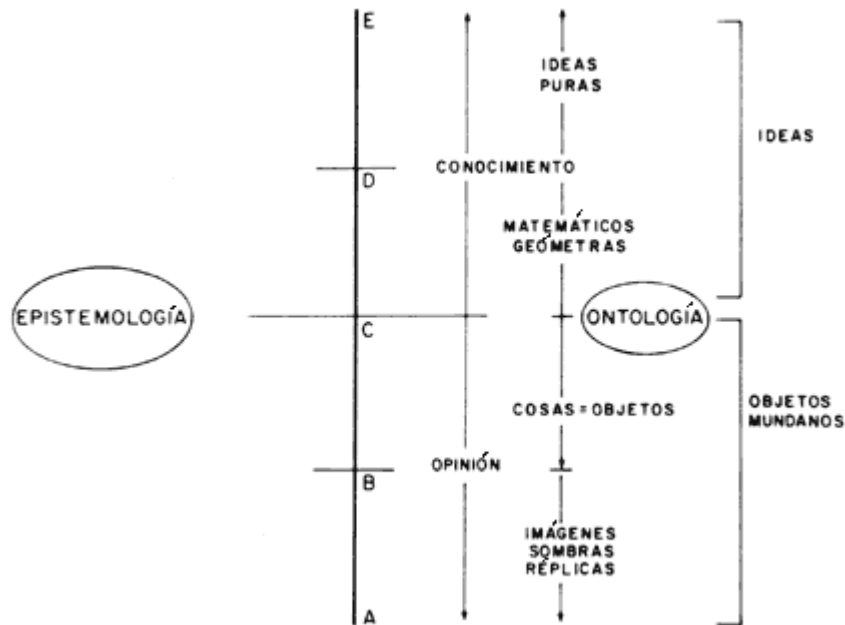 E
IDEAS
PURAS
IDEAS
D
CONOCIMIENTO
MATEMÁTICOS
GEÓMETRAS
EPISTEMOLOGÍA
C
ONTOLOGÍA
COSAS = OBJETOS
OBJETOS
MUNDANOS
OPINIÓN
B
IMÁGENES
SOMBRAS
RÉPLICAS
A